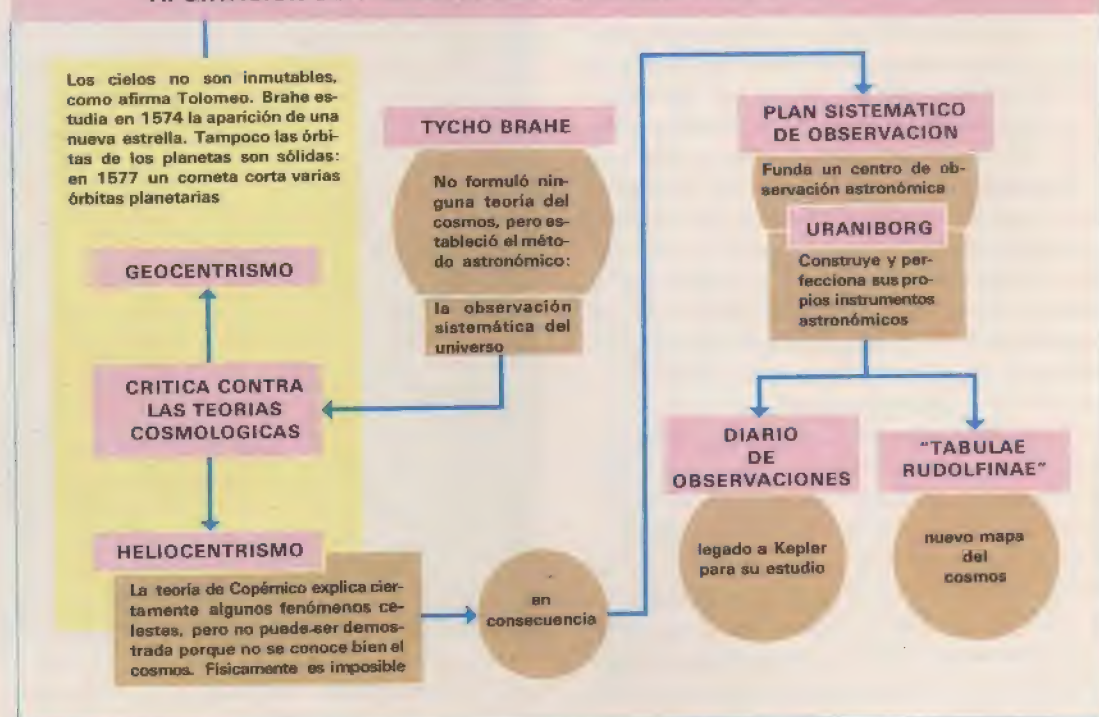 Los cielos no son inmutables,
como afirma Tolomeo. Brahe es-
tudia en 1574 la aparición de una
nueva estrella. Tampoco las órbi-
tas de los planetas son sólidas:
en 1577 un cometa corta varias
órbitas planetarias
GEOCENTRISMO
CRITICA CONTRA
LAS TEORIAS
COSMOLOGICAS
HELIOCENTRISMO
La teoría de Copérnico explica cier-
tamente algunos fenómenos ce-
lestes, pero no puede ser demos-
trada porque no se conoce bien el
cosmos. Físicamente es imposible
TYCHO BRAHE
No formuló nin-
guna teoría del
cosmos, pero es-
tableció el méto-
do astronómico:
la observación
sistemática del
universo
en
consecuencia
PLAN SISTEMATICO
DE OBSERVACION
Funda un centro de ob-
servación astronómica
URANIBORG
Construye y per-
fecciona sus pro-
pios instrumentos
astronómicos
DIARIO
DE
OBSERVACIONES
legado a Kepler
para su estudio
"TABULAE
RUDOLFINAE"
nuevo mapa
del
cosmos